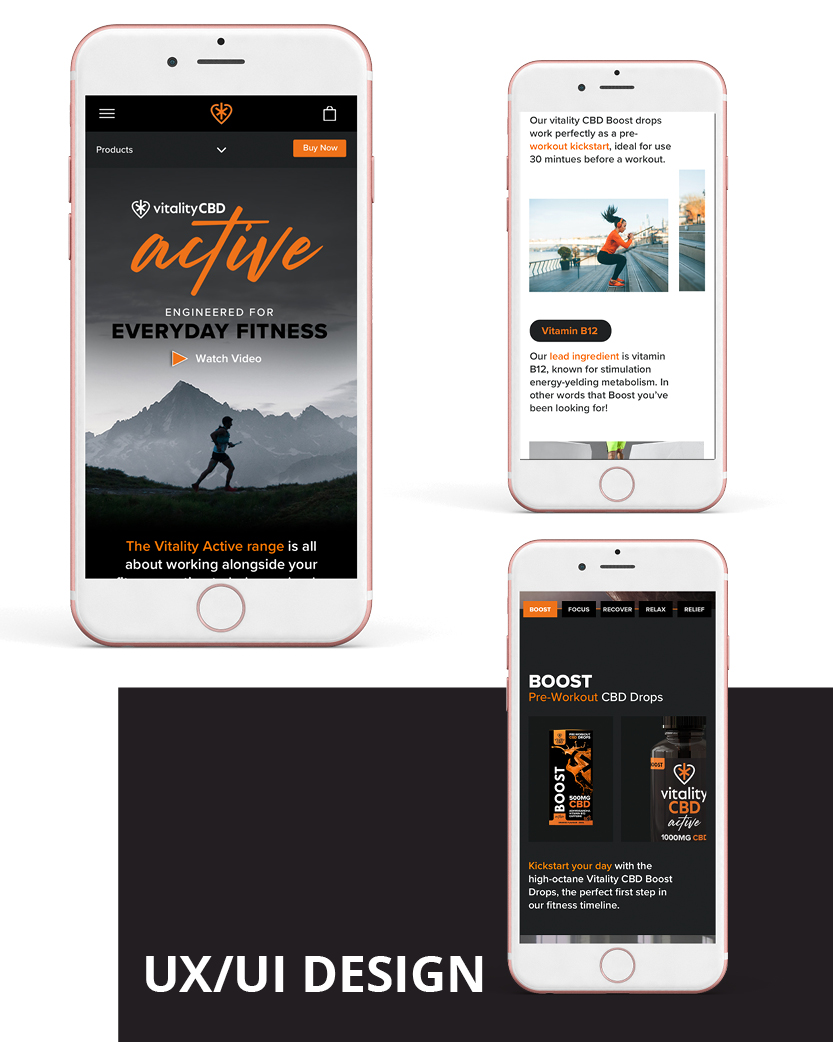 Products
Buy Now
vitalityCBD
active
ENGINEERED FOR
EVERYDAY FITNESS
Watch Video
The Vitality Active range is all
about working alongside your
Our vitality CBD Boost drops
work perfectly as a pre-
workout kickstart, ideal for use
30 mintues before a workout.
Vitamin B12
Our lead ingredient is vitamin
B12, known for stimulation
energy-yelding metabolism. In
other words that Boost you've
been looking for!
BOOST FOCUS RECOVER RELAX RELIEF
BOOST
Pre-Workout CBD Drops
PRE-WORKOUT
CBD DROPS
BOOST
500MG
CBD
BOOST
vitality
CBD
active
1000MG CBD
Kickstart your day with the
high-octane Vitality CBD Boost
Drops, the perfect first step in
our fitness timeline.
UX/UI DESIGN